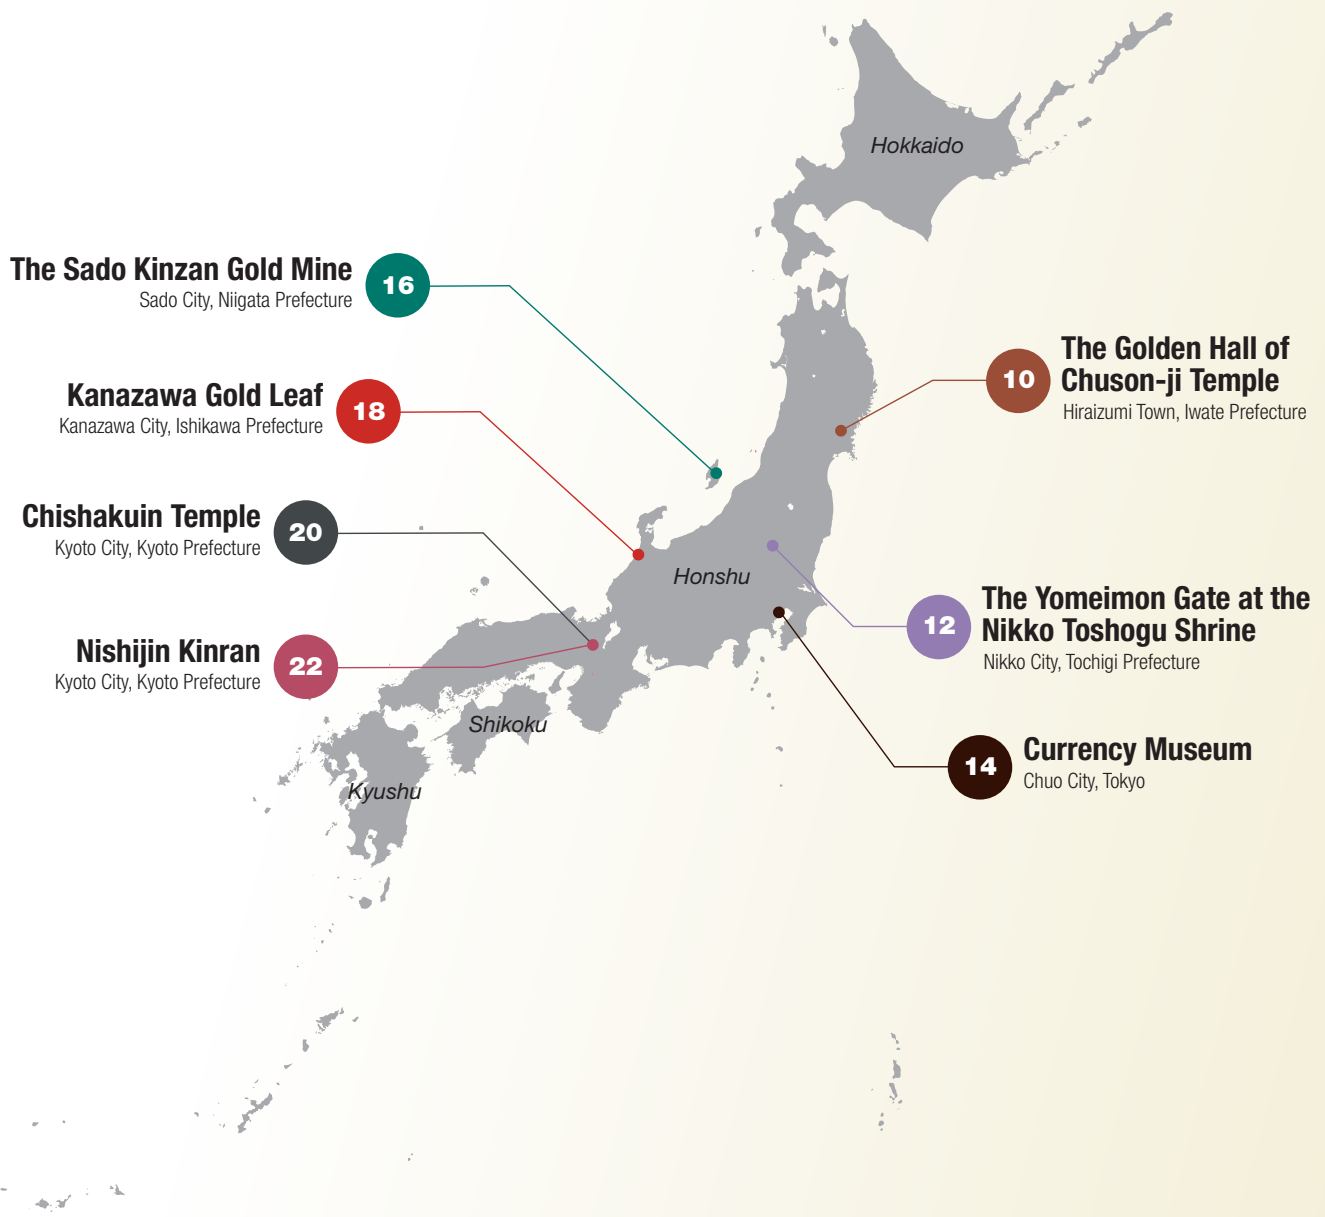 Hokkaido
The Sado Kinzan Gold Mine
Sado City, Niigata Prefecture
16
Kanazawa Gold Leaf
Kanazawa City, Ishikawa Prefecture
18
Chishakuin Temple
Kyoto City, Kyoto Prefecture
20
Nishijin Kinran
Kyoto City, Kyoto Prefecture
22
10
The Golden Hall of
Chuson-ji Temple
Hiraizumi Town, Iwate Prefecture
Honshu
12
The Yomeimon Gate at the
Nikko Toshogu Shrine
Nikko City, Tochigi Prefecture
Shikoku
14
Currency Museum
Chuo City, Tokyo
Kyushu